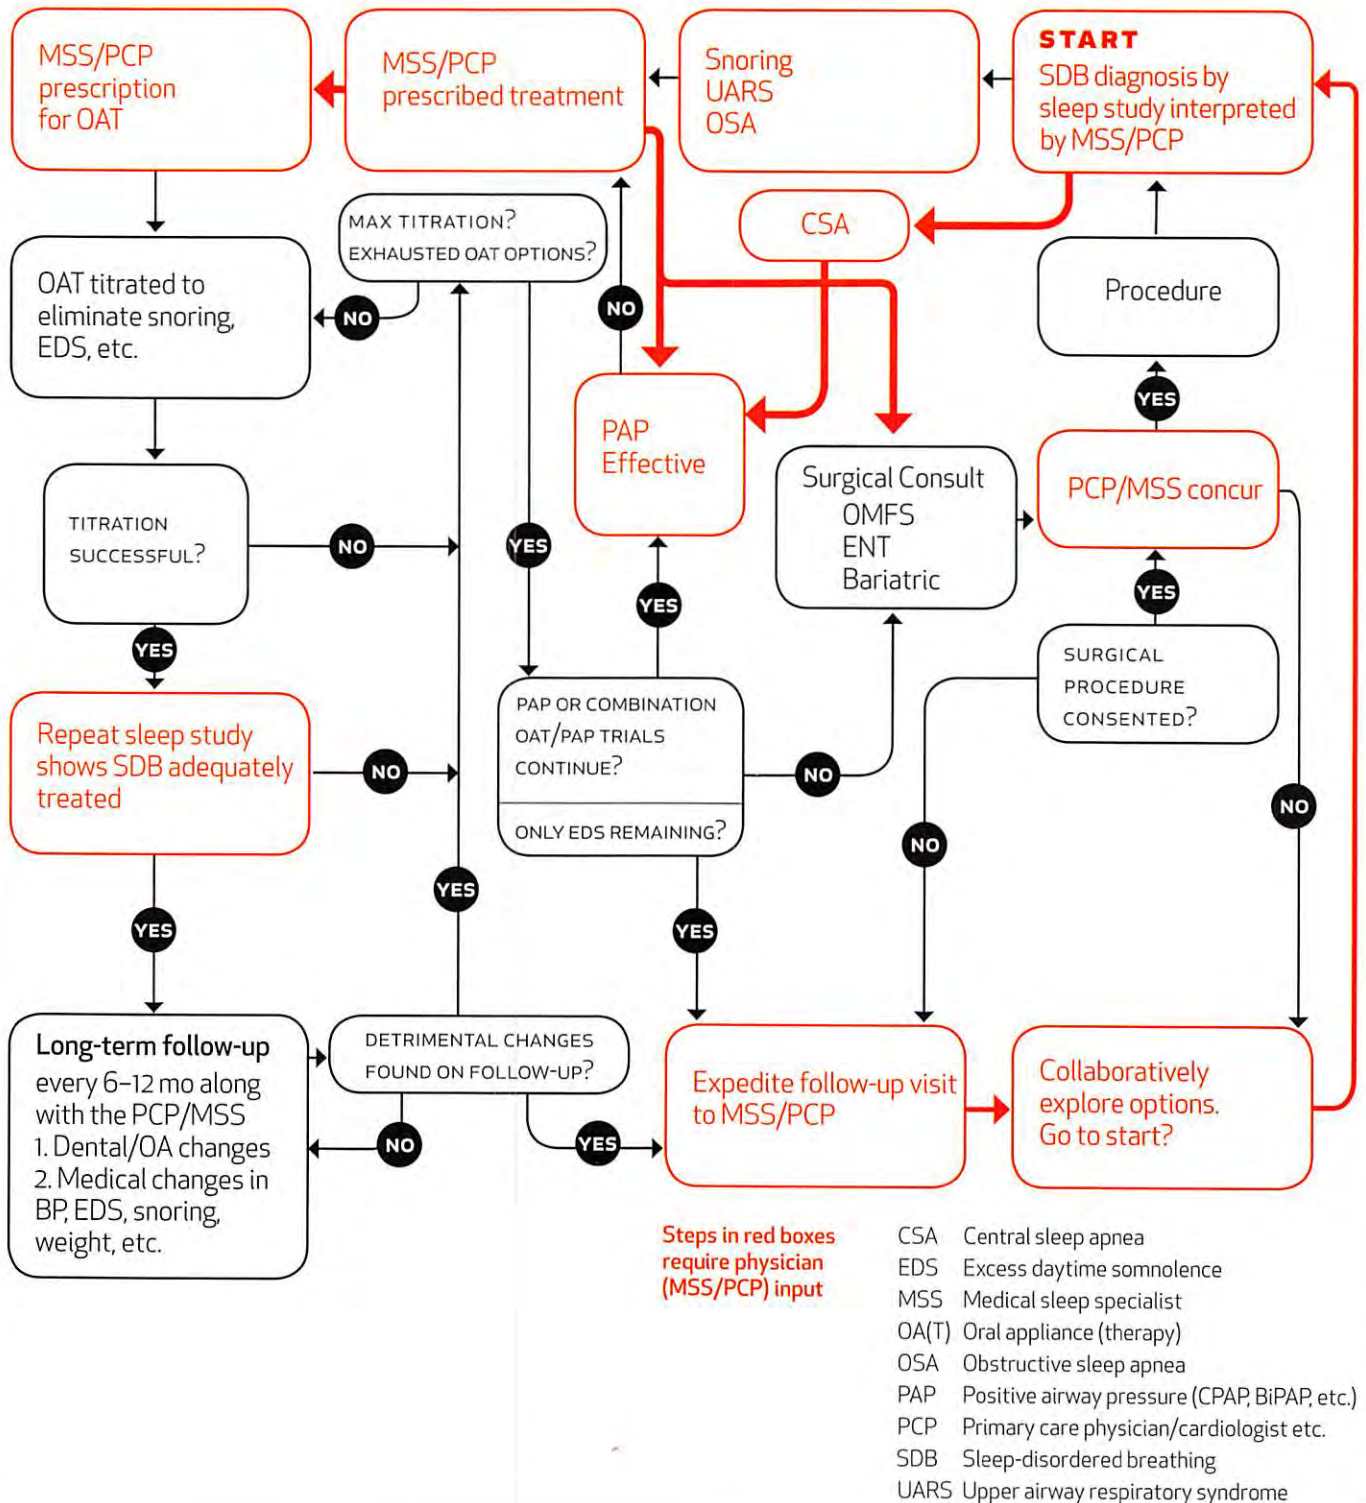 MSS/PCP
prescription
for OAT
MSS/PCP
prescribed treatment
Snoring
UARS
OSA
START
SDB diagnosis by
sleep study interpreted
by MSS/PCP
MAX TITRATION?
EXHAUSTED OAT OPTIONS?
CSA
OAT titrated to
eliminate snoring,
EDS, etc.
NO
NO
Procedure
YES
PAP
Effective
Surgical Consult
OMFS
ENT
Bariatric
PCP/MSS concur
TITRATION
SUCCESSFUL?
NO
YES
YES
YES
YES
SURGICAL
PROCEDURE
CONSENTED?
Repeat sleep study
shows SDB adequately
treated
NO
PAP OR COMBINATION
OAT/PAP TRIALS
CONTINUE?
ONLY EDS REMAINING?
NO
NO
NO
YES
YES
YES
Long-term follow-up
every 6–12 mo along
with the PCP/MSS
1. Dental/OA changes
2. Medical changes in
BP, EDS, snoring,
weight, etc.
DETRIMENTAL CHANGES
FOUND ON FOLLOW-UP?
NO
YES
Expedite follow-up visit
to MSS/PCP
Collaboratively
explore options.
Go to start?
Steps in red boxes
require physician
(MSS/PCP) input
CSA Central sleep apnea
EDS Excess daytime somnolence
MSS Medical sleep specialist
OA(T) Oral appliance (therapy)
OSA Obstructive sleep apnea
PAP Positive airway pressure (CPAP, BiPAP, etc.)
PCP Primary care physician/cardiologist etc.
SDB Sleep-disordered breathing
UARS Upper airway respiratory syndrome